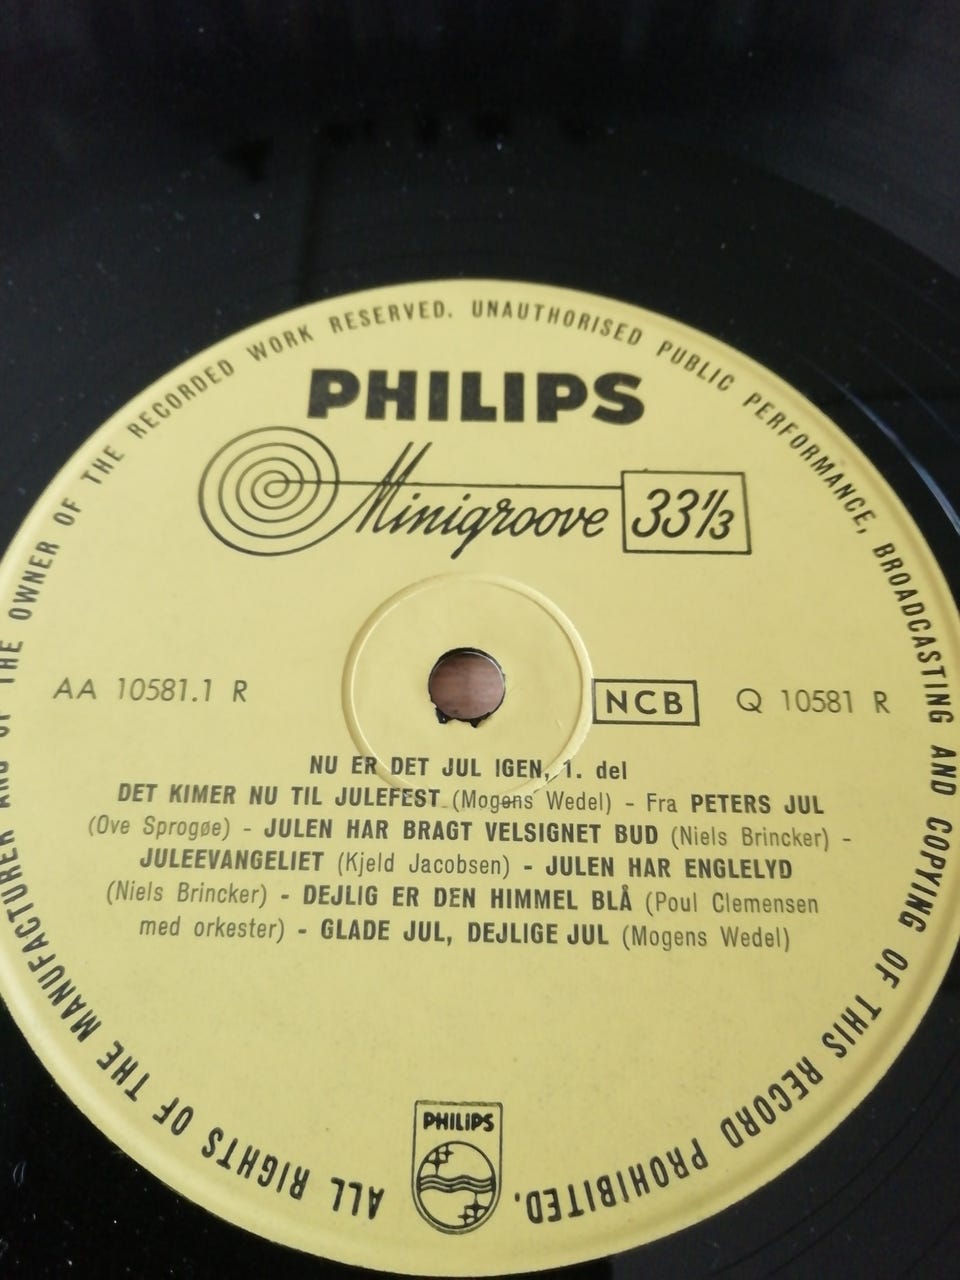 PHILIPS
Minigroove 33⅓
AA 10581.1 R
NCB
Q 10581 R
NU ER DET JUL IGEN, 1. del
DET KIMER NU TIL JULEFEST (Mogens Wedel) - Fra PETERS JUL
(Ove Sprogøe) - JULEN HAR BRAGT VELSIGNET BUD (Niels Brincker) -
JULEEVANGELIET (Kjeld Jacobsen) - JULEN HAR ENGLELYD
(Niels Brincker) - DEJLIG ER DEN HIMMEL BLÅ (Poul Clemensen
med orkester) - GLADE JUL, DEJLIGE JUL (Mogens Wedel)
PHILIPS
ALL RIGHTS OF THE MANUFACTURER AND OF THE OWNER OF THE RECORDED WORK RESERVED. UNAUTHORISED PUBLIC PERFORMANCE, BROADCASTING AND COPYING OF THIS RECORD PROHIBITED.